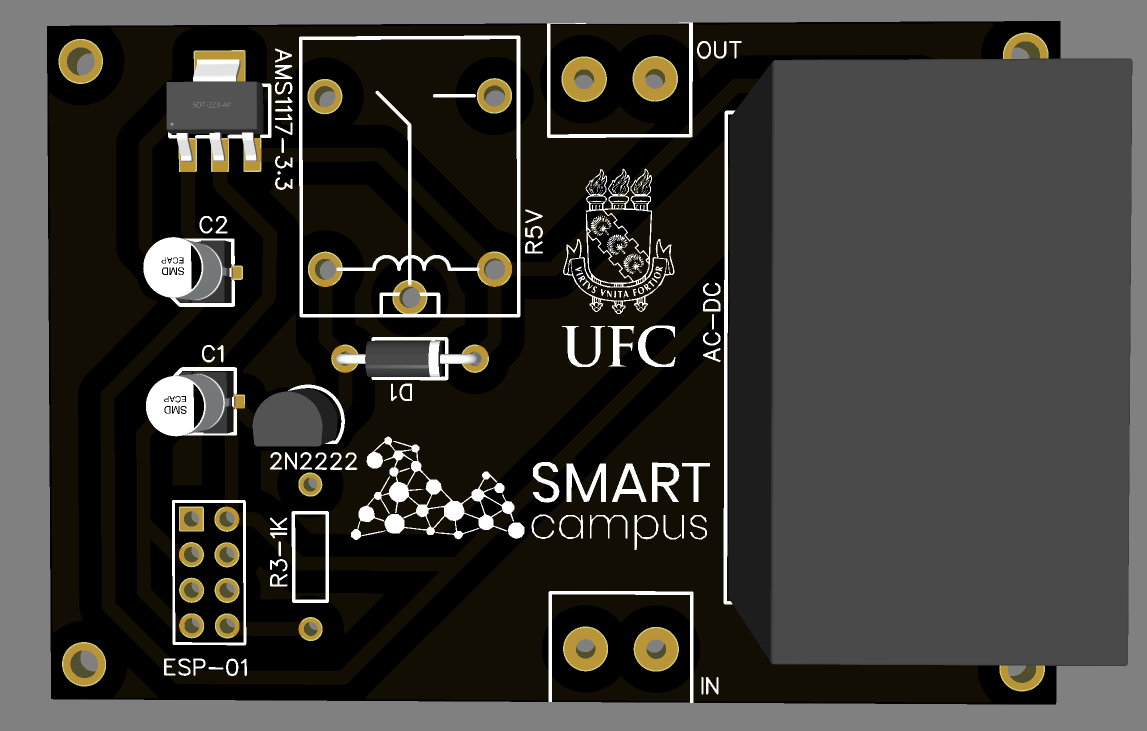 OUT
AMS1117-3.3
SOT-223-4P
R5V
C2
SMD
ECAP
VIRTVS VNITA FORTIOR
UFC
AC-DC
C1
SMD
ECAP
D1
2N2222
SMART
campus
R3-1K
ESP-01
IN